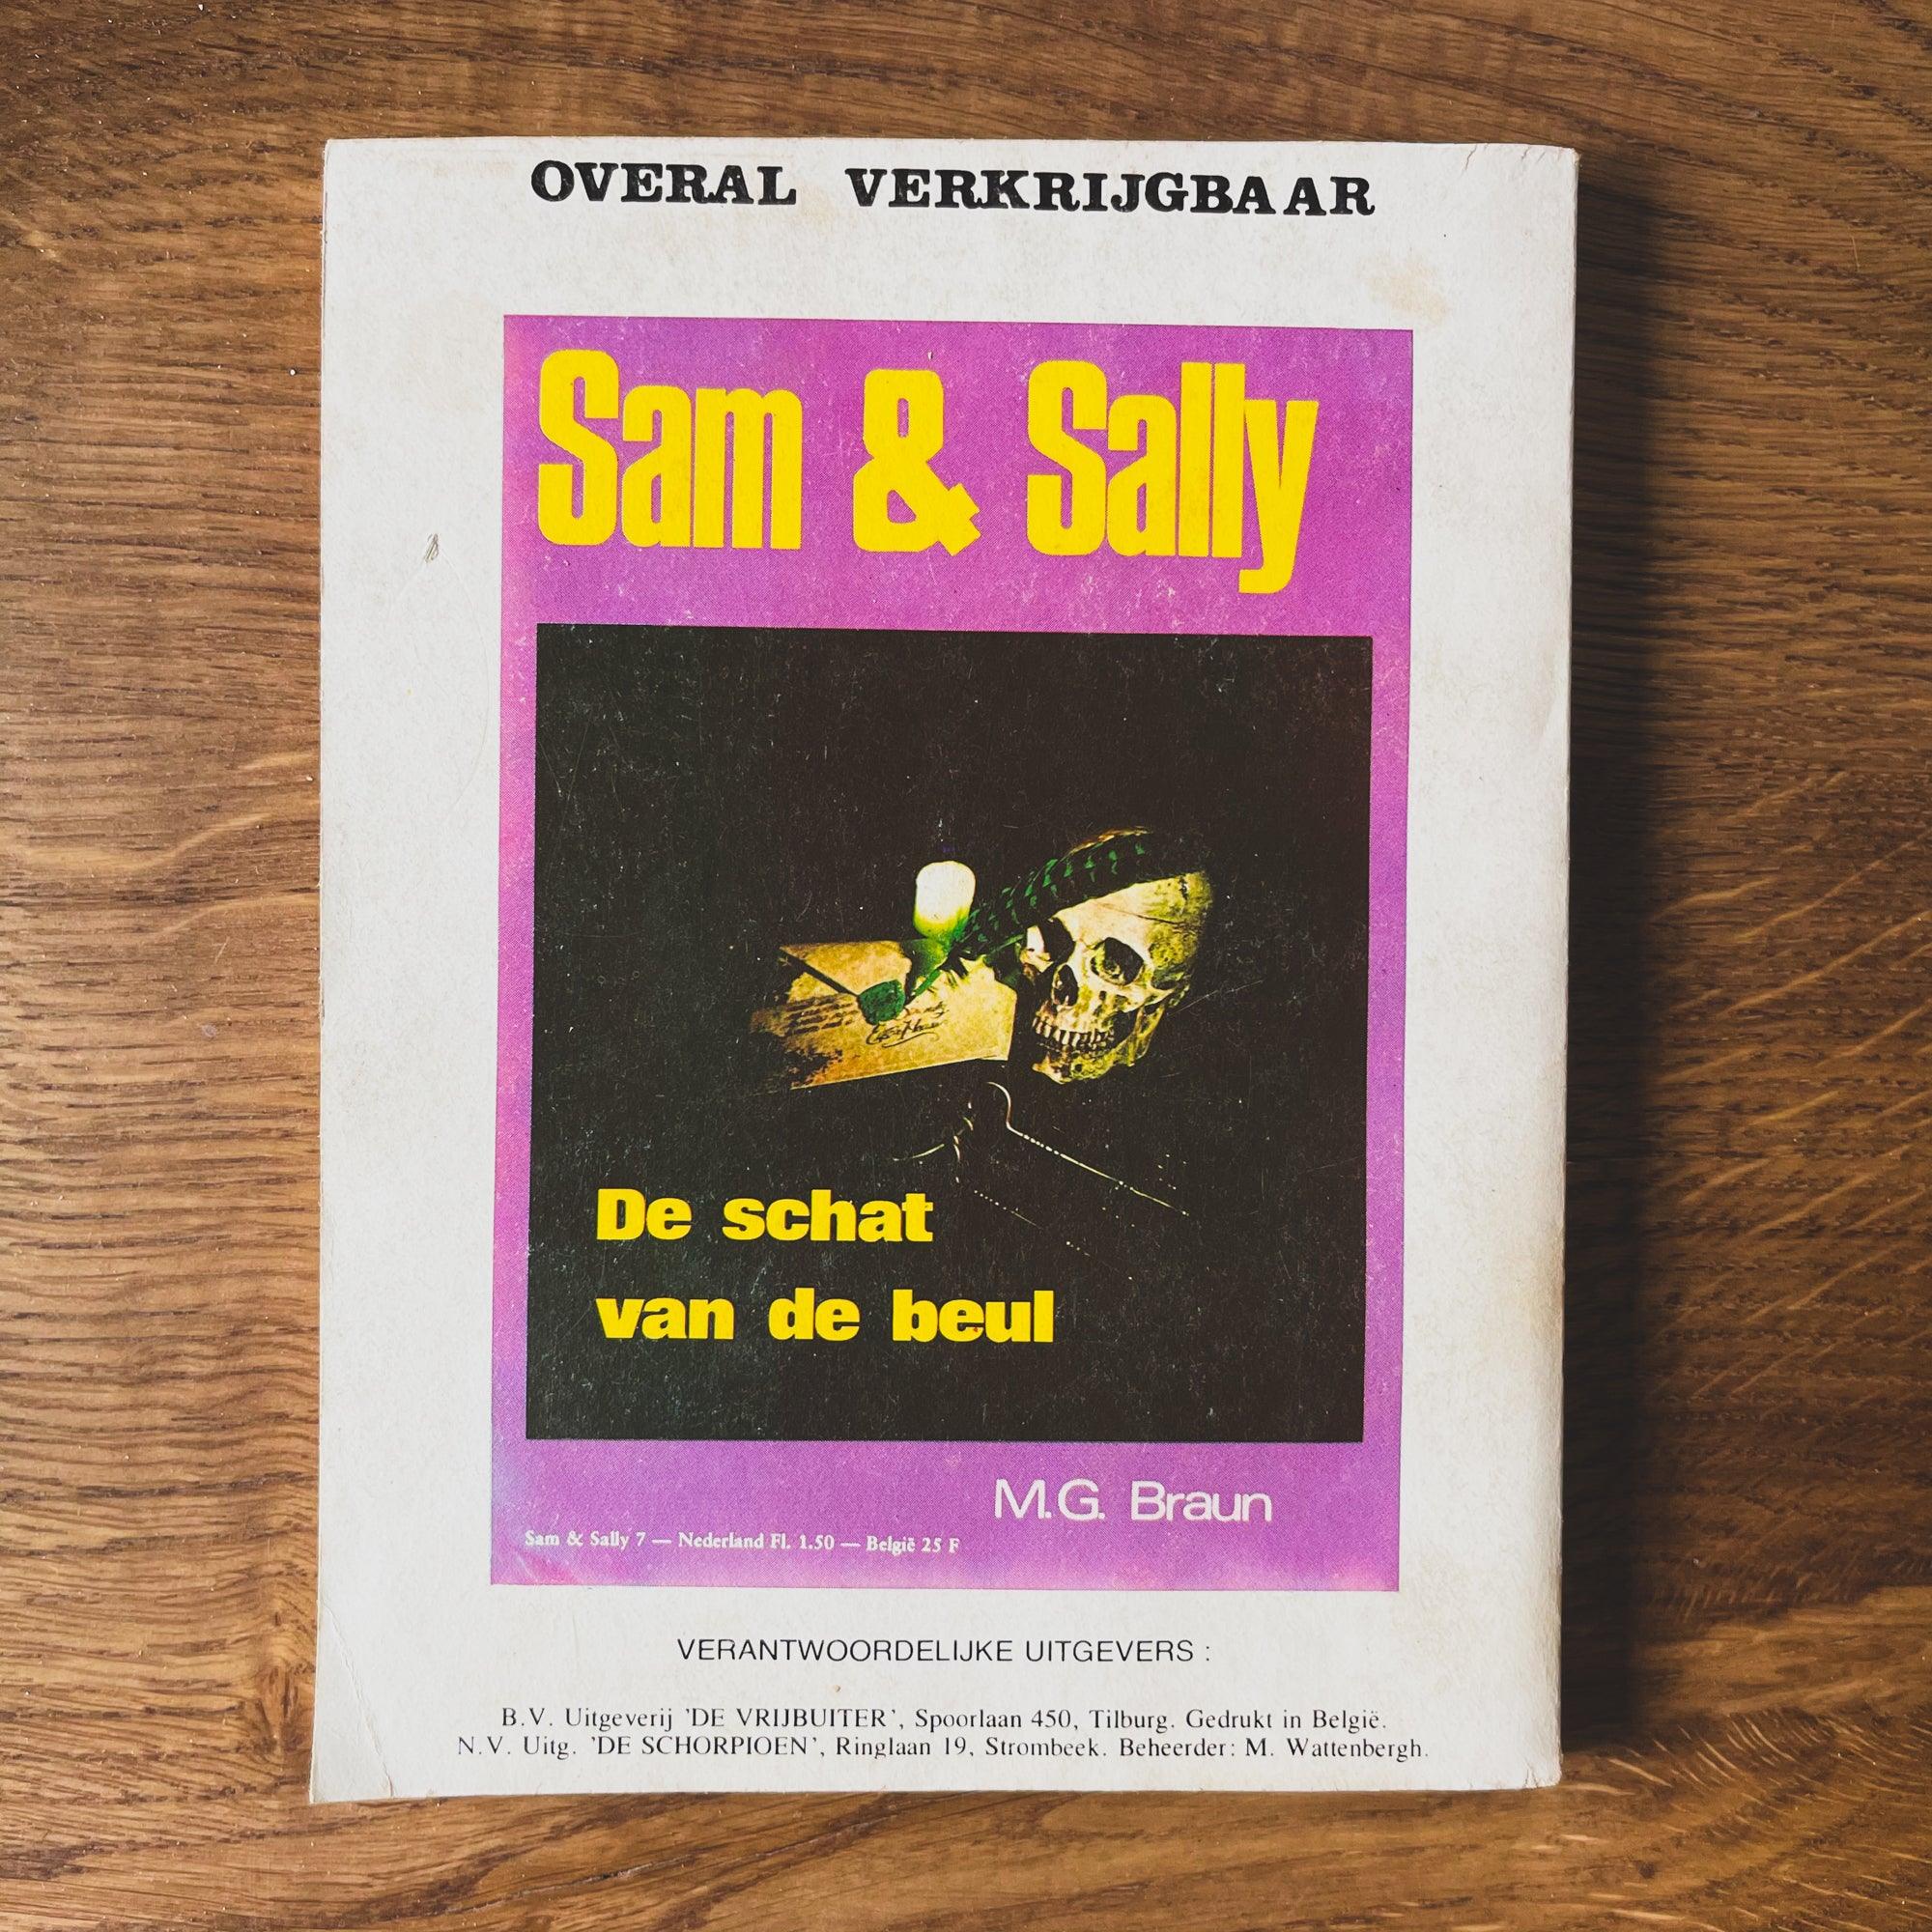 OVERAL VERKRIJGBAAR
Sam & Sally
De schat
van de beul
M.G. Braun
Sam & Sally 7 — Nederland Fl. 1.50 — België 25 F
VERANTWOORDELIJKE UITGEVERS :
B.V. Uitgeverij 'DE VRIJBUITER', Spoorlaan 450, Tilburg. Gedrukt in België.
N.V. Uitg. 'DE SCHORPIOEN', Ringlaan 19, Strombeek. Beheerder: M. Wattenbergh.